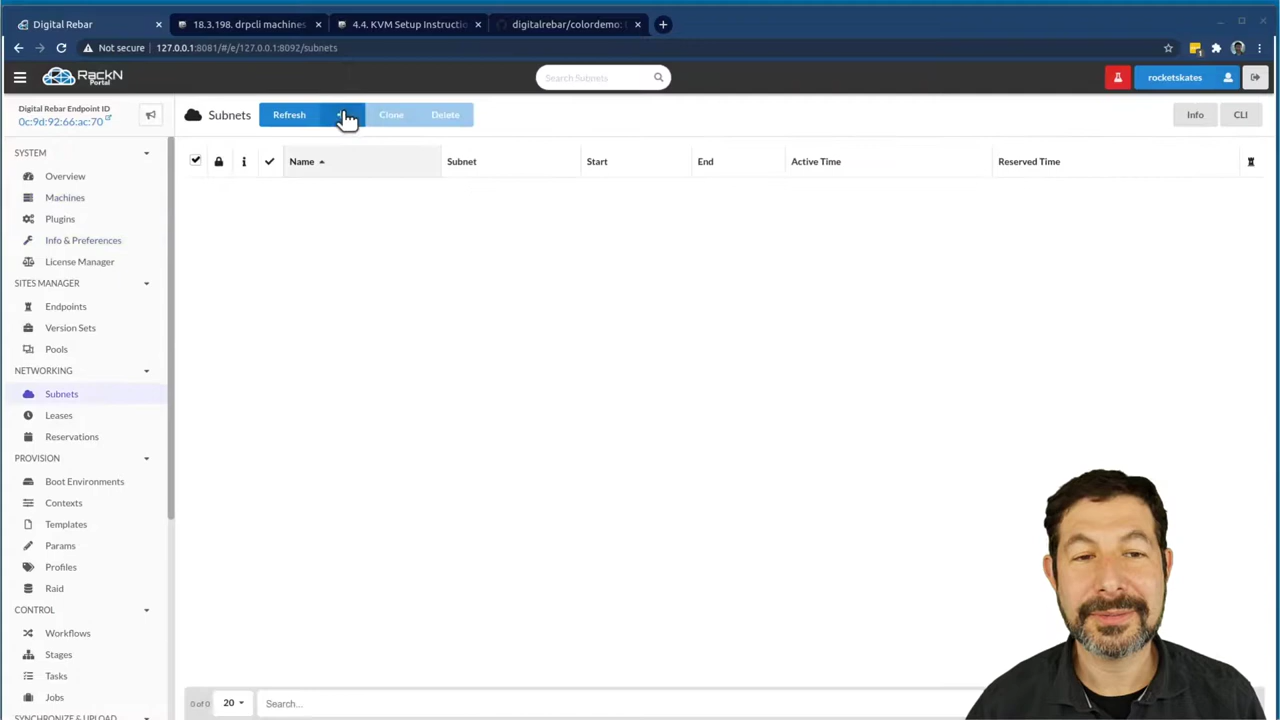 Digital Rebar
18.3.198. drpcli machines
4.4. KVM Setup Instructio
digitalrebar/colordemo:
Not secure
127.0.0.1:8081/#/e/127.0.0.1:8092/subnets
RackN
Portal
Search Subnets
rocketskates
Digital Rebar Endpoint ID
0c:9d:92:66:ac:70
Subnets
Refresh
Clone
Delete
Info
CLI
Name
Subnet
Start
End
Active Time
Reserved Time
SYSTEM
Overview
Machines
Plugins
Info & Preferences
License Manager
SITES MANAGER
Endpoints
Version Sets
Pools
NETWORKING
Subnets
Leases
Reservations
PROVISION
Boot Environments
Contexts
Templates
Params
Profiles
Raid
CONTROL
Workflows
Stages
Tasks
Jobs
SYNCHRONIZE & UPLOAD
0 of 0
20
Search...